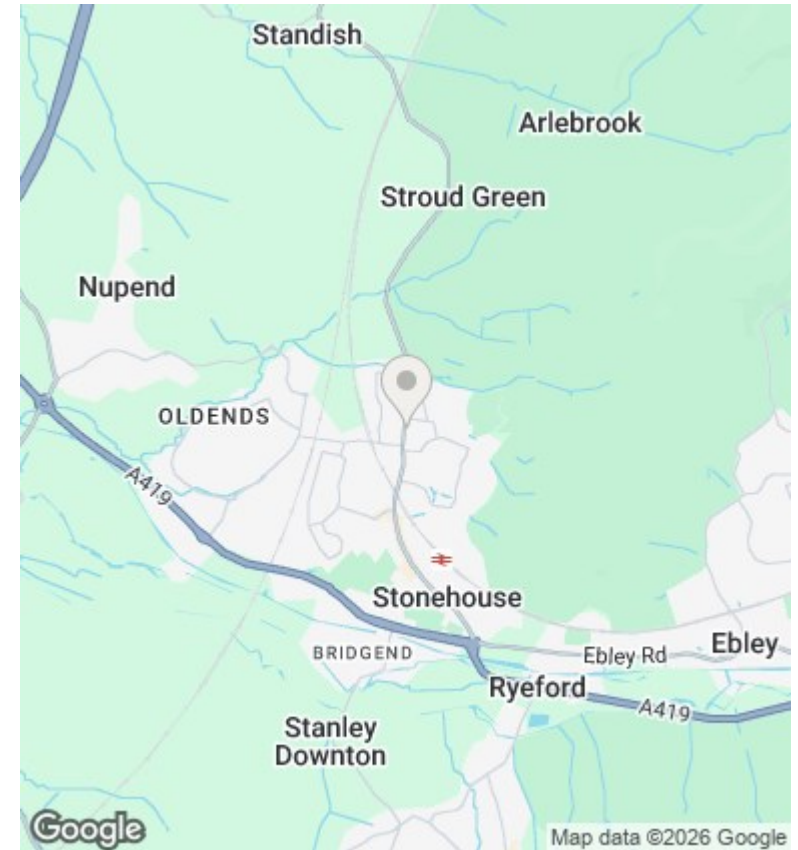 Standish
Arlebrook
Stroud Green
Nupend
OLDENDS
A419
Stonehouse
BRIDGEND
Ebley Rd
Ebley
Ryeford
A419
Stanley
Downton
Google
Map data ©2026 Google